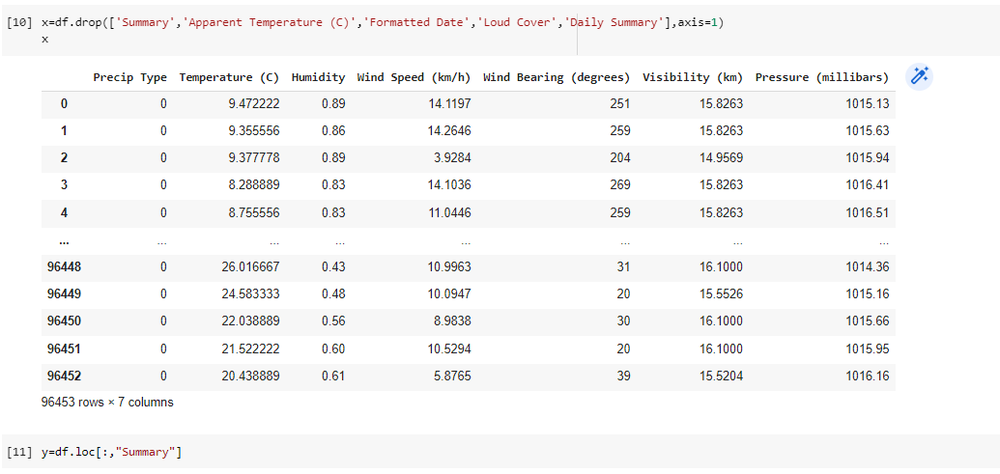 [10] x=df.drop(['Summary','Apparent Temperature (C)','Formatted Date','Loud Cover','Daily Summary'],axis=1)
x
Precip Type Temperature (C) Humidity Wind Speed (km/h) Wind Bearing (degrees) Visibility (km) Pressure (millibars)
0 0 9.472222 0.89 14.1197 251 15.8263 1015.13
1 0 9.355556 0.86 14.2646 259 15.8263 1015.63
2 0 9.377778 0.89 3.9284 204 14.9569 1015.94
3 0 8.288889 0.83 14.1036 269 15.8263 1016.41
4 0 8.755556 0.83 11.0446 259 15.8263 1016.51
... ... ... ... ... ... ... ...
96448 0 26.016667 0.43 10.9963 31 16.1000 1014.36
96449 0 24.583333 0.48 10.0947 20 15.5526 1015.16
96450 0 22.038889 0.56 8.9838 30 16.1000 1015.66
96451 0 21.522222 0.60 10.5294 20 16.1000 1015.95
96452 0 20.438889 0.61 5.8765 39 15.5204 1016.16
96453 rows × 7 columns
[11] y=df.loc[:,"Summary"]